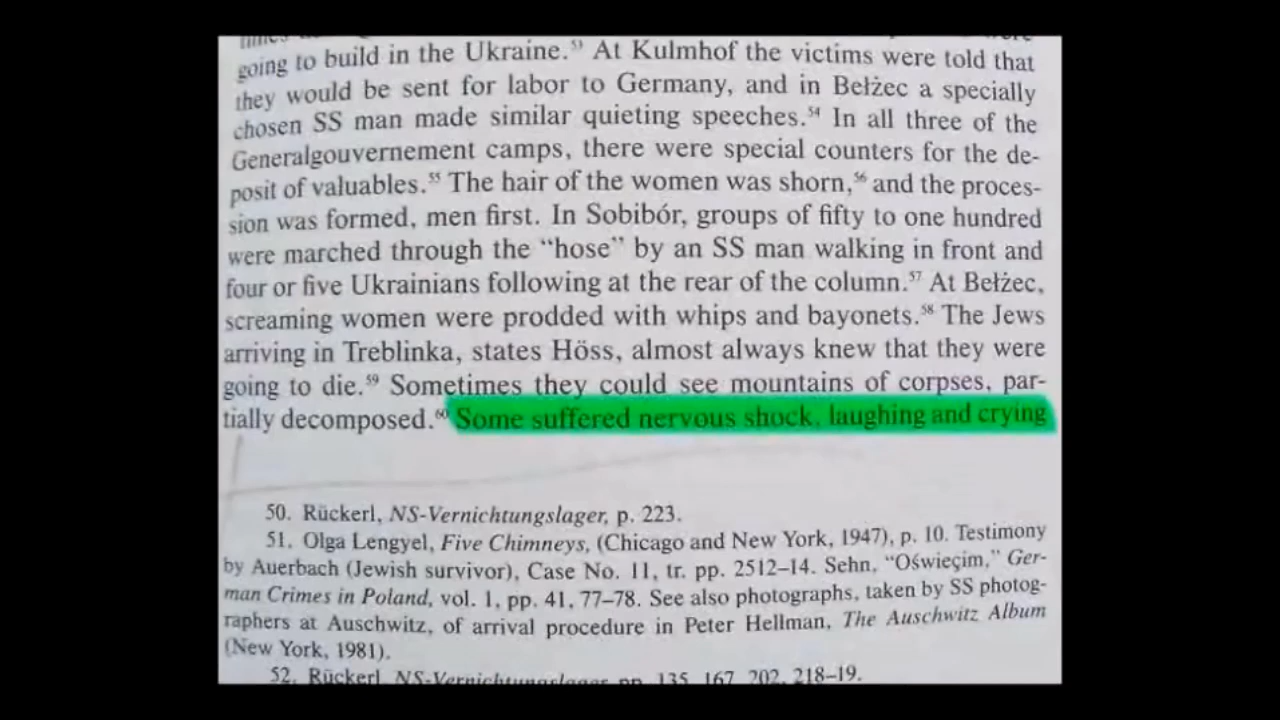 going to build in the Ukraine.⁵³ At Kulmhof the victims were told that
they would be sent for labor to Germany, and in Bełżec a specially
chosen SS man made similar quieting speeches.⁵⁴ In all three of the
Generalgouvernement camps, there were special counters for the de-
posit of valuables.⁵⁵ The hair of the women was shorn,⁵⁶ and the proces-
sion was formed, men first. In Sobibór, groups of fifty to one hundred
were marched through the “hose” by an SS man walking in front and
four or five Ukrainians following at the rear of the column.⁵⁷ At Bełżec,
screaming women were prodded with whips and bayonets.⁵⁸ The Jews
arriving in Treblinka, states Höss, almost always knew that they were
going to die.⁵⁹ Sometimes they could see mountains of corpses, par-
tially decomposed.⁶⁰ Some suffered nervous shock, laughing and crying
50. Rückerl, NS-Vernichtungslager, p. 223.
51. Olga Lengyel, Five Chimneys, (Chicago and New York, 1947), p. 10. Testimony
by Auerbach (Jewish survivor), Case No. 11, tr. pp. 2512–14. Sehn, “Oświęçim,” Ger-
man Crimes in Poland, vol. 1, pp. 41, 77–78. See also photographs, taken by SS photog-
raphers at Auschwitz, of arrival procedure in Peter Hellman, The Auschwitz Album
(New York, 1981).
52. Rückerl, NS-Vernichtungslager, pp. 135, 167, 202, 218–19.